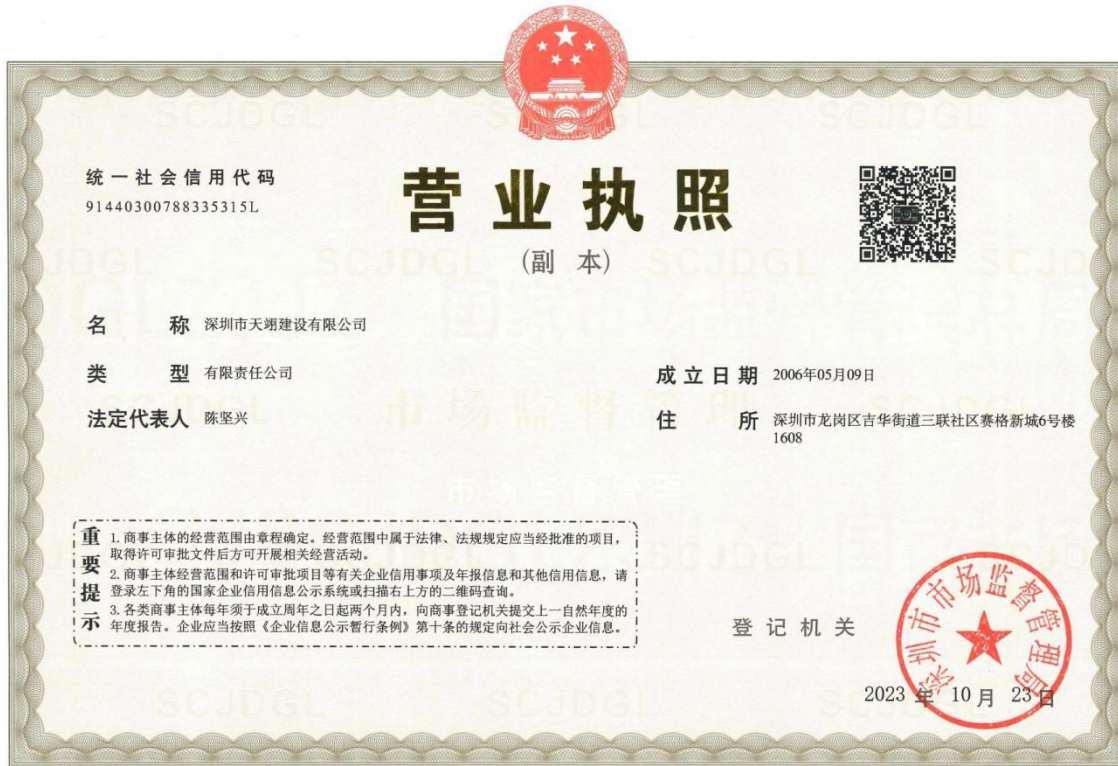 统一社会信用代码
91440300788335315L
营业执照
(副 本)
名 称 深圳市天翊建设有限公司
类 型 有限责任公司
法定代表人 陈坚兴
成立日期 2006年05月09日
住 所 深圳市龙岗区吉华街道三联社区赛格新城6号楼
1608
重要提示
1. 商事主体的经营范围由章程确定。经营范围中属于法律、法规规定应当经批准的项目，
取得许可审批文件后方可开展相关经营活动。
2. 商事主体经营范围和许可审批项目等有关企业信用事项及年报信息和其他信用信息，请
登录左下角的国家企业信用信息公示系统或扫描右上方的二维码查询。
3. 各类商事主体每年须于成立周年之日起两个月内，向商事登记机关提交上一自然年度的
年度报告。企业应当按照《企业信息公示暂行条例》第十条的规定向社会公示企业信息。
登记机关
深圳市市场监督管理局
2023 年 10 月 23 日